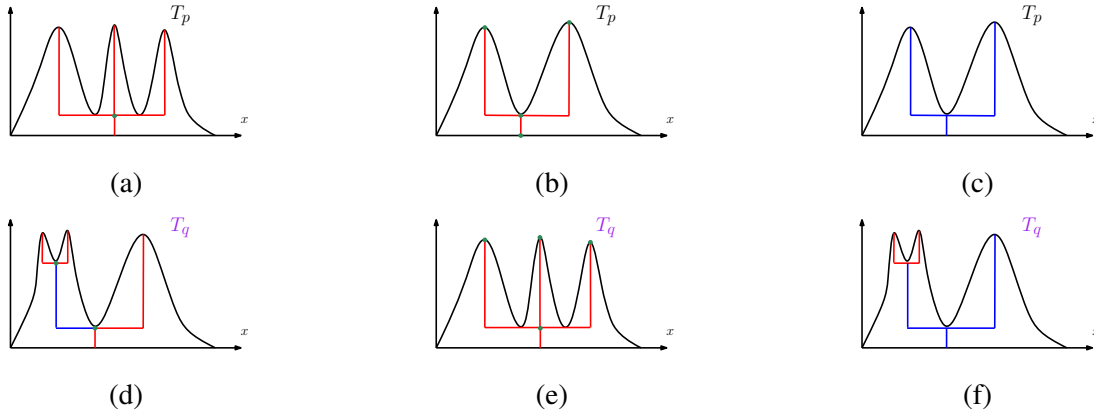 T_p T_p T_p
x x x
(a) (b) (c)
T_q T_q T_q
x x x
(d) (e) (f)